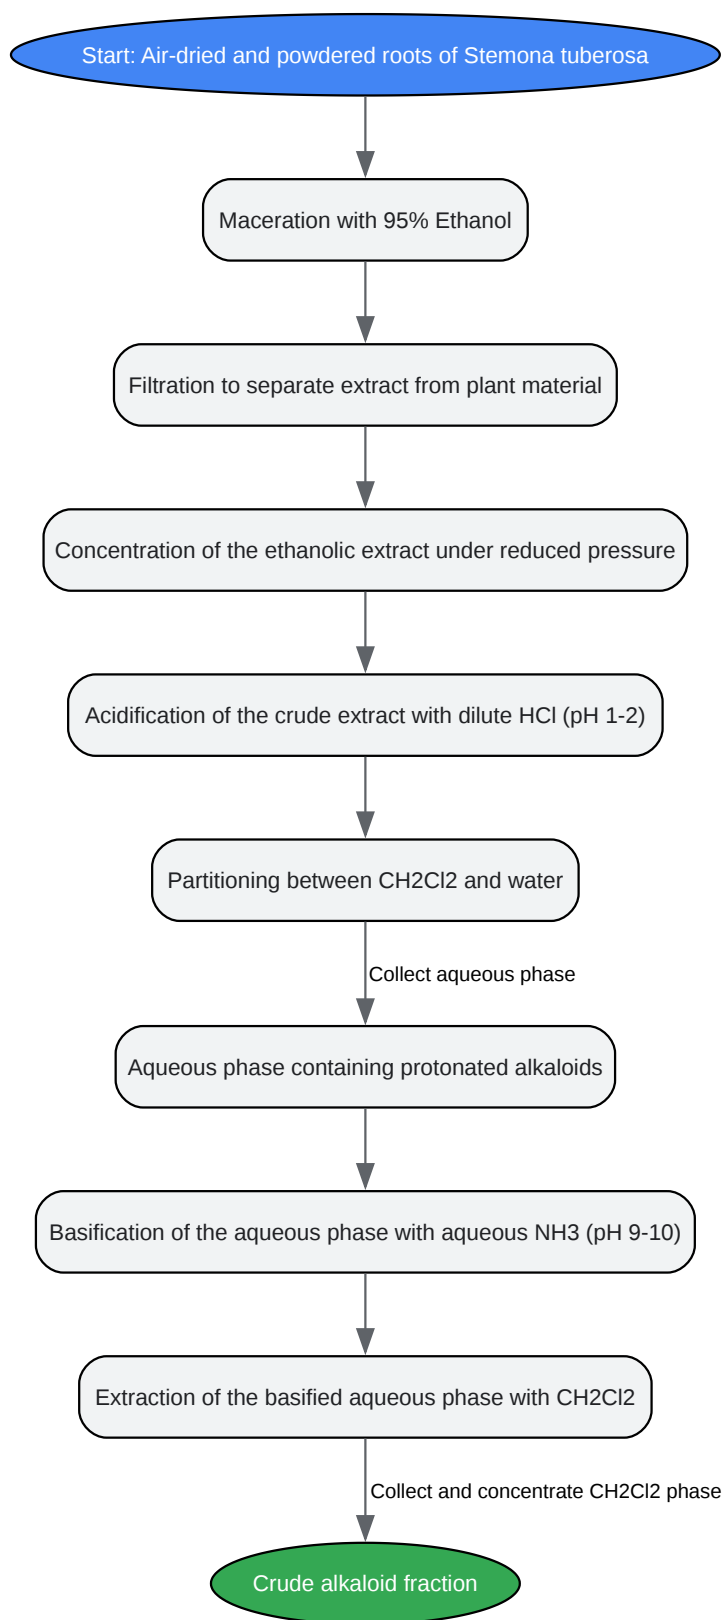 Start: Air-dried and powdered roots of Stemona tuberosa
Maceration with 95% Ethanol
Filtration to separate extract from plant material
Concentration of the ethanolic extract under reduced pressure
Acidification of the crude extract with dilute HCl (pH 1-2)
Partitioning between CH2Cl2 and water
Collect aqueous phase
Aqueous phase containing protonated alkaloids
Basification of the aqueous phase with aqueous NH3 (pH 9-10)
Extraction of the basified aqueous phase with CH2Cl2
Collect and concentrate CH2Cl2 phase
Crude alkaloid fraction